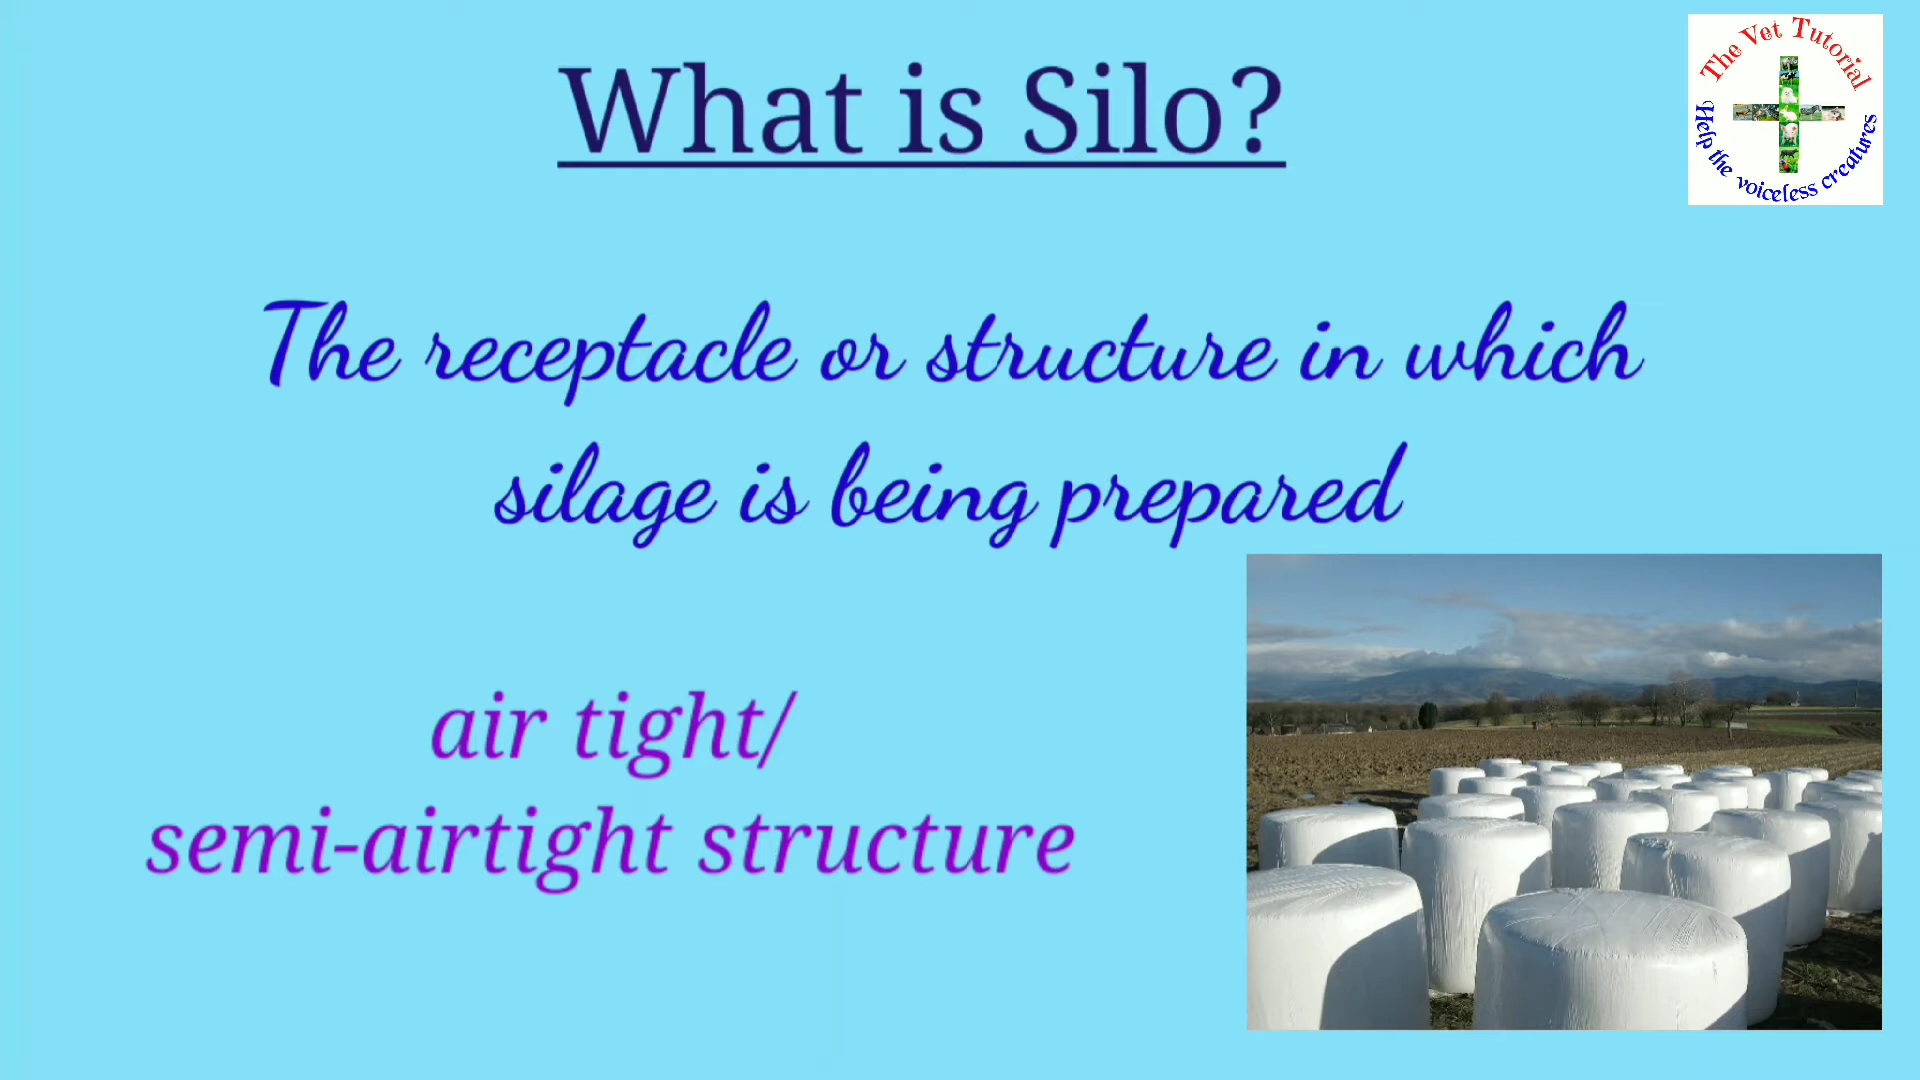 What is Silo?
The Vet Tutorial
Help the voiceless creatures
The receptacle or structure in which
silage is being prepared
air tight/
semi-airtight structure